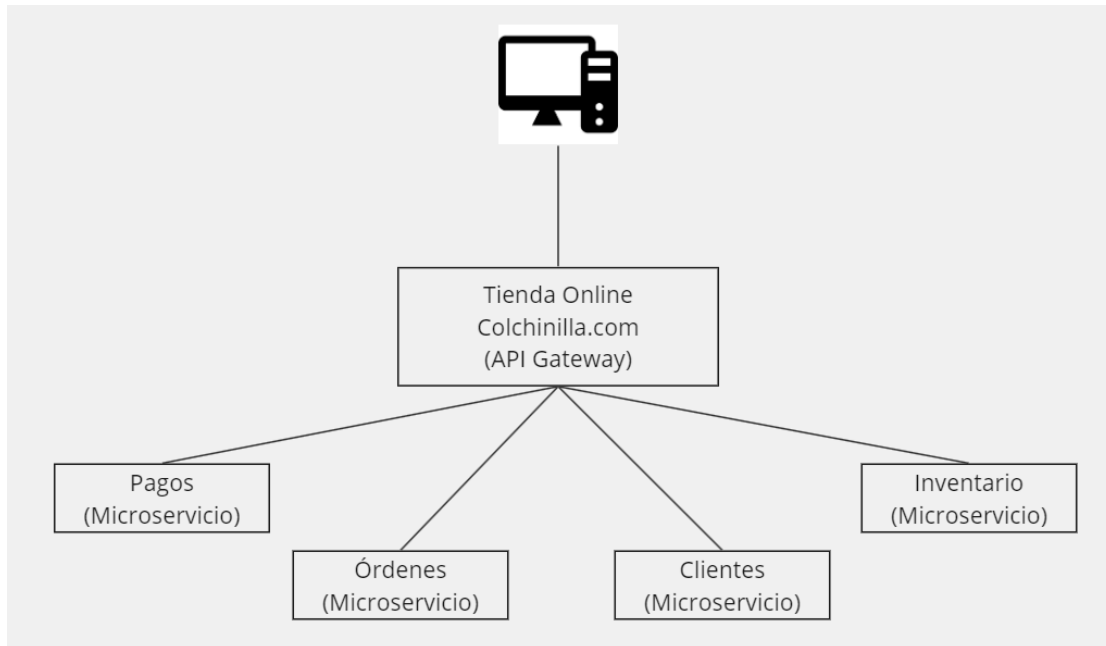 Tienda Online
Colchinilla.com
(API Gateway)
Pagos
(Microservicio)
Inventario
(Microservicio)
Órdenes
(Microservicio)
Clientes
(Microservicio)